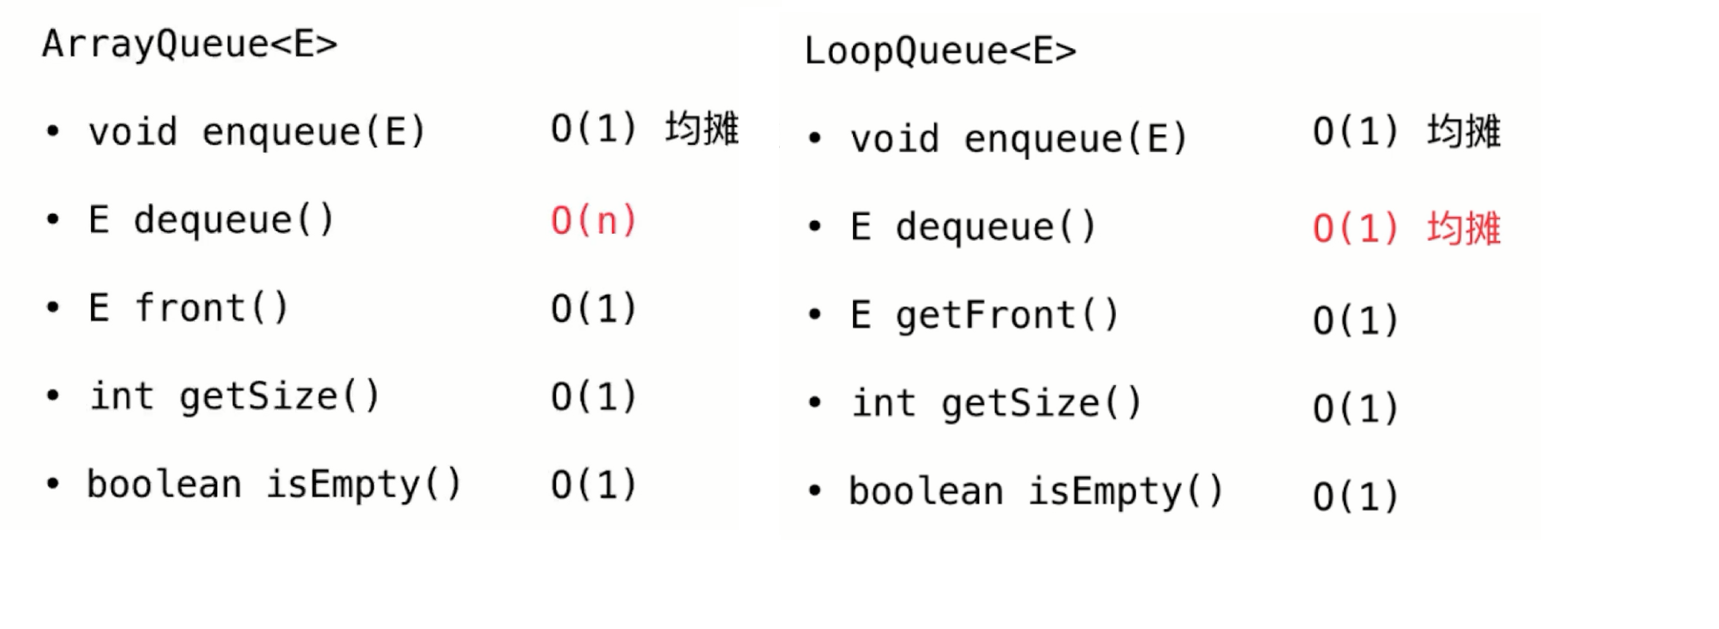 ArrayQueue<E>
• void enqueue(E) O(1) 均摊
• E dequeue() O(n)
• E front() O(1)
• int getSize() O(1)
• boolean isEmpty() O(1)
LoopQueue<E>
• void enqueue(E) O(1) 均摊
• E dequeue() O(1) 均摊
• E getFront() O(1)
• int getSize() O(1)
• boolean isEmpty() O(1)